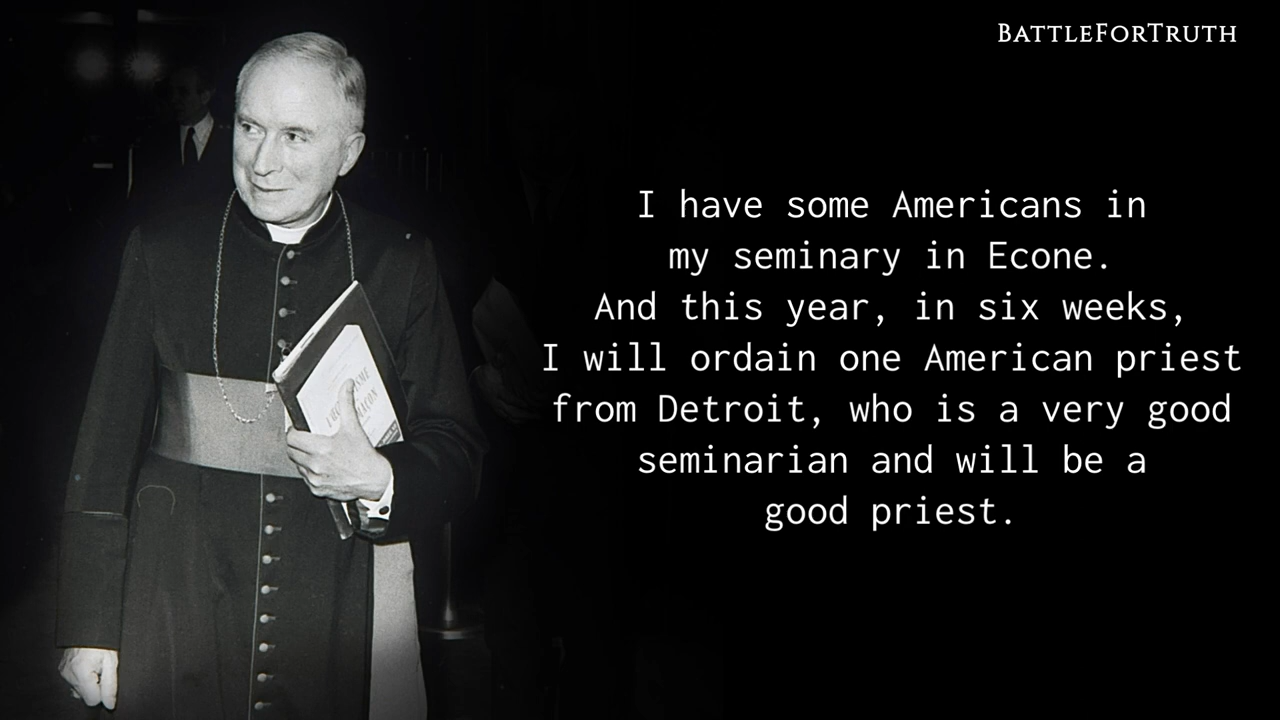 BATTLEFORTRUTH
I have some Americans in
my seminary in Econe.
And this year, in six weeks,
I will ordain one American priest
from Detroit, who is a very good
seminarian and will be a
good priest.